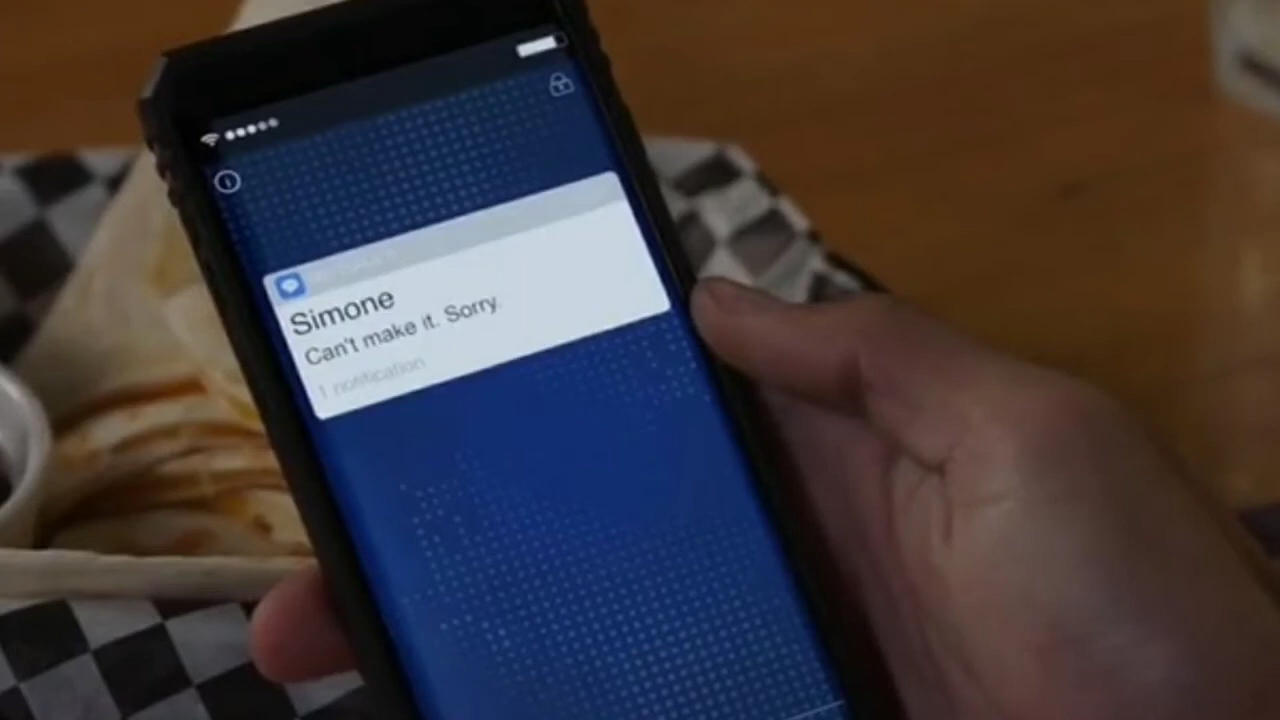 Simone
Can't make it. Sorry.
1 notification